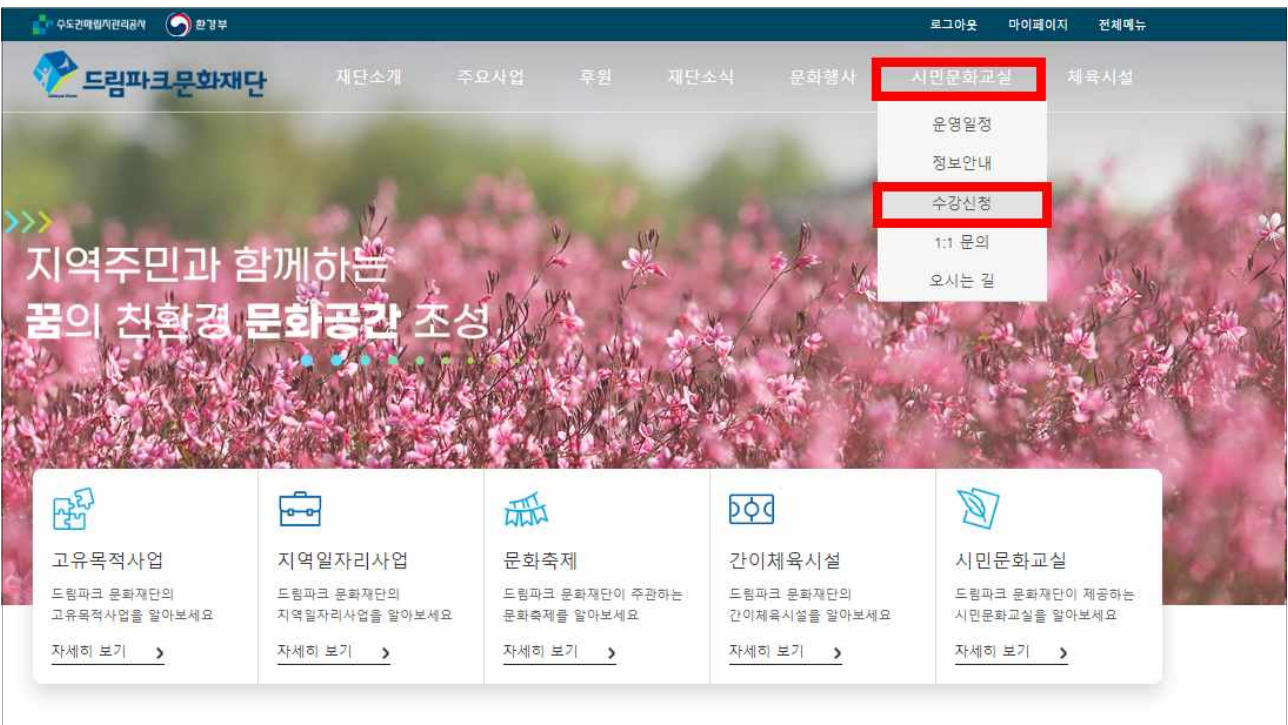 수도권매립지관리공사 환경부 로그아웃 마이페이지 전체메뉴
드림파크문화재단 재단소개 주요사업 후원 재단소식 문화행사 시민문화교실 체육시설
운영일정
정보안내
수강신청
1:1 문의
오시는 길
>>>
지역주민과 함께하는
꿈의 친환경 문화공간 조성
고유목적사업
드림파크 문화재단의
고유목적사업을 알아보세요
자세히 보기 >
지역일자리사업
드림파크 문화재단의
지역일자리사업을 알아보세요
자세히 보기 >
문화축제
드림파크 문화재단이 주관하는
문화축제를 알아보세요
자세히 보기 >
간이체육시설
드림파크 문화재단의
간이체육시설을 알아보세요
자세히 보기 >
시민문화교실
드림파크 문화재단이 제공하는
시민문화교실을 알아보세요
자세히 보기 >